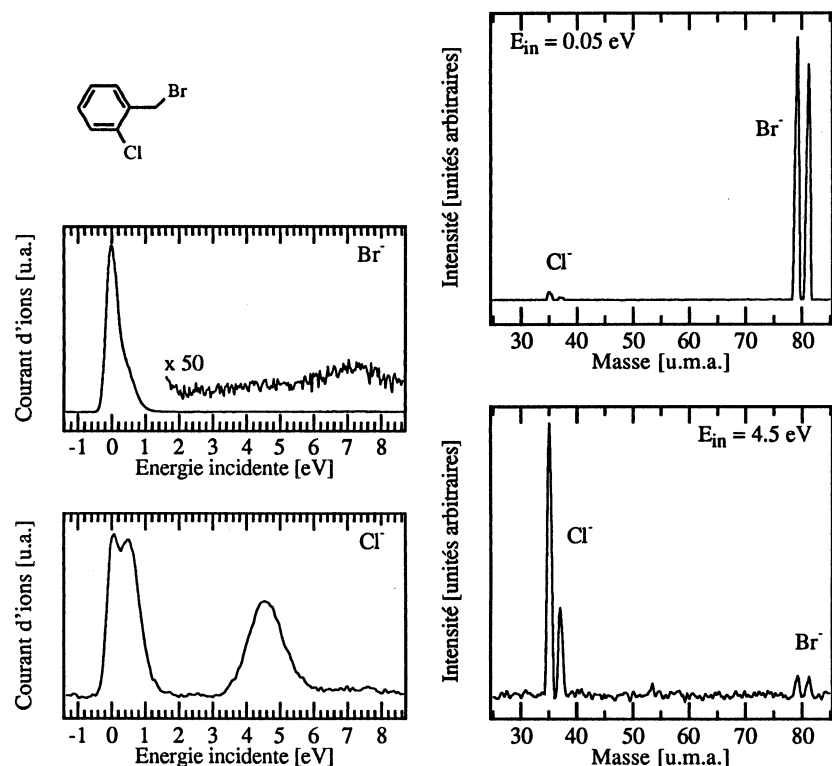 Br
Cl
Br-
x 50
Courant d'ions [u.a.]
-1 0 1 2 3 4 5 6 7 8
Energie incidente [eV]
Cl-
Courant d'ions [u.a.]
-1 0 1 2 3 4 5 6 7 8
Energie incidente [eV]
Ein = 0.05 eV
Br-
Cl-
Intensité [unités arbitraires]
30 40 50 60 70 80
Masse [u.m.a.]
Ein = 4.5 eV
Cl-
Br-
Intensité [unités arbitraires]
30 40 50 60 70 80
Masse [u.m.a.]